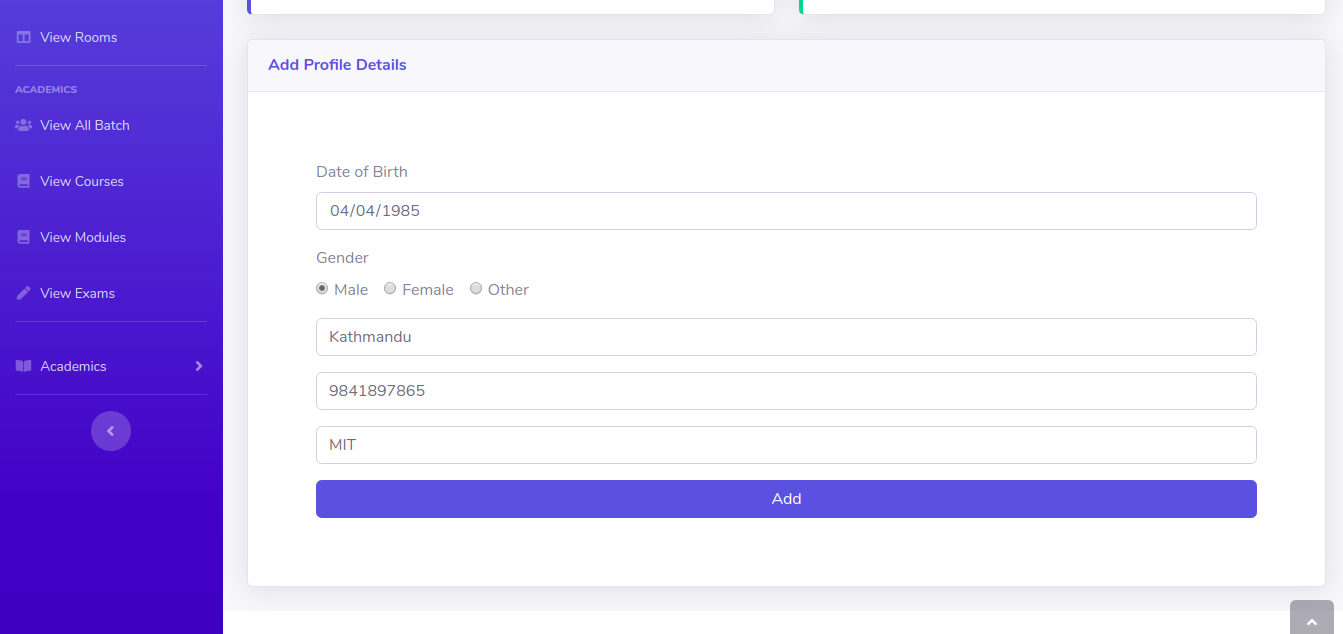 View Rooms
ACADEMICS
View All Batch
View Courses
View Modules
View Exams
Academics
Add Profile Details
Date of Birth
04/04/1985
Gender
Male Female Other
Kathmandu
9841897865
MIT
Add